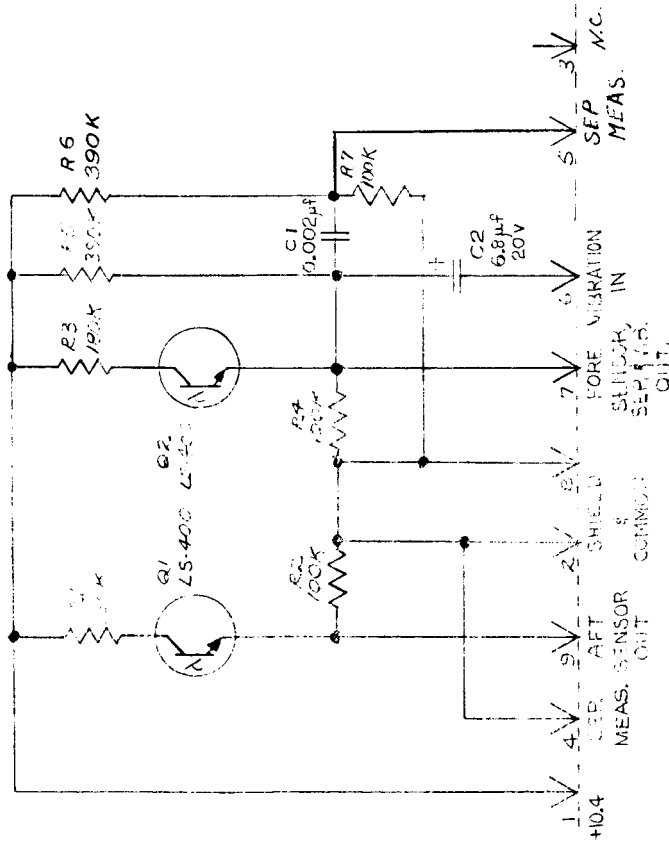 R6
390K
390K
R3
R7
100K
C1
0.002µf
C2
6.8µf
20V
+
Q2
Q1
LS-400
R4
100K
λ
λ
1
+10.4
4
MEAS.
9
AFT
SENSOR
OUT
2
8
SHIELD
&
COMMON
7
FORE
SENSOR,
OUT.
6
VIBRATION
IN
5
SEP
MEAS.
3
N.C.